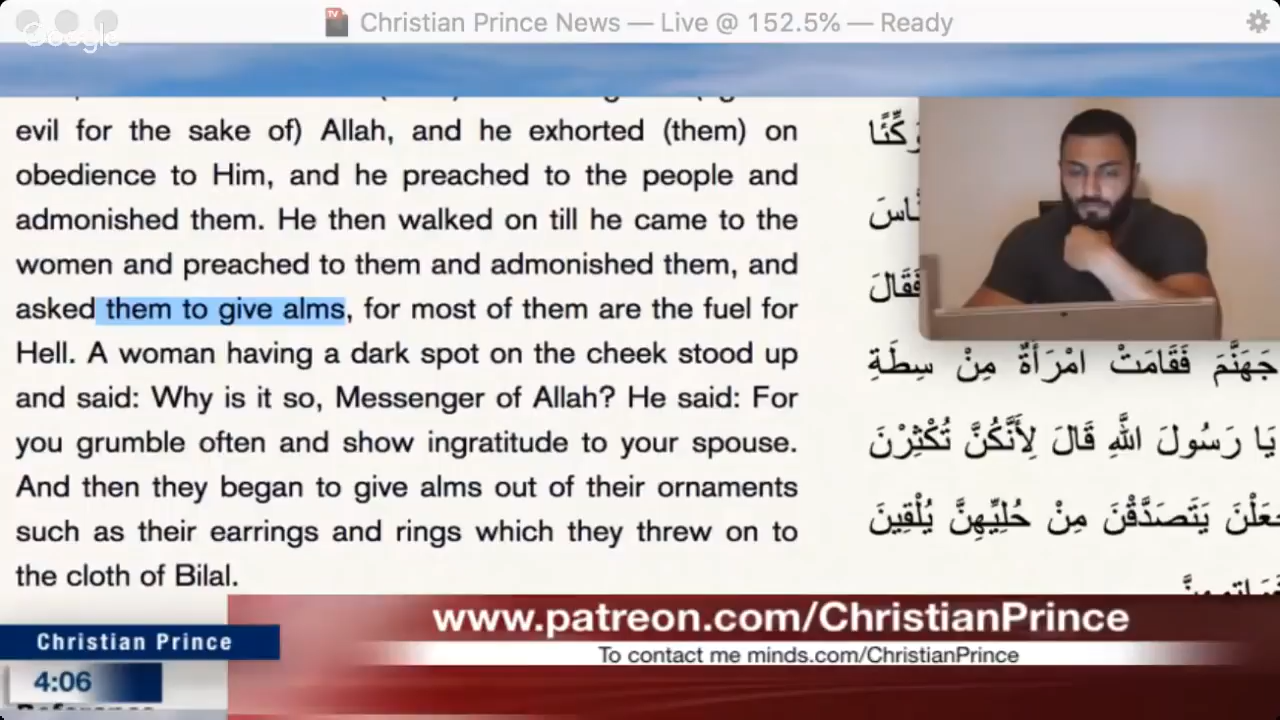 Christian Prince News — Live @ 152.5% — Ready
Google
TV
evil for the sake of) Allah, and he exhorted (them) on
obedience to Him, and he preached to the people and
admonished them. He then walked on till he came to the
women and preached to them and admonished them, and
asked them to give alms, for most of them are the fuel for
Hell. A woman having a dark spot on the cheek stood up
and said: Why is it so, Messenger of Allah? He said: For
you grumble often and show ingratitude to your spouse.
And then they began to give alms out of their ornaments
such as their earrings and rings which they threw on to
the cloth of Bilal.
فَقَالَ
جَهَنَّمَ فَقَامَتْ امْرَأَةٌ مِنْ سِطَةِ
يَا رَسُولَ اللَّهِ قَالَ لِأَنَّكُنَّ تُكْثِرْنَ
يَتَصَدَّقْنَ مِنْ حُلِيِّهِنَّ يُلْقِينَ
www.patreon.com/ChristianPrince
To contact me minds.com/ChristianPrince
Christian Prince
4:06